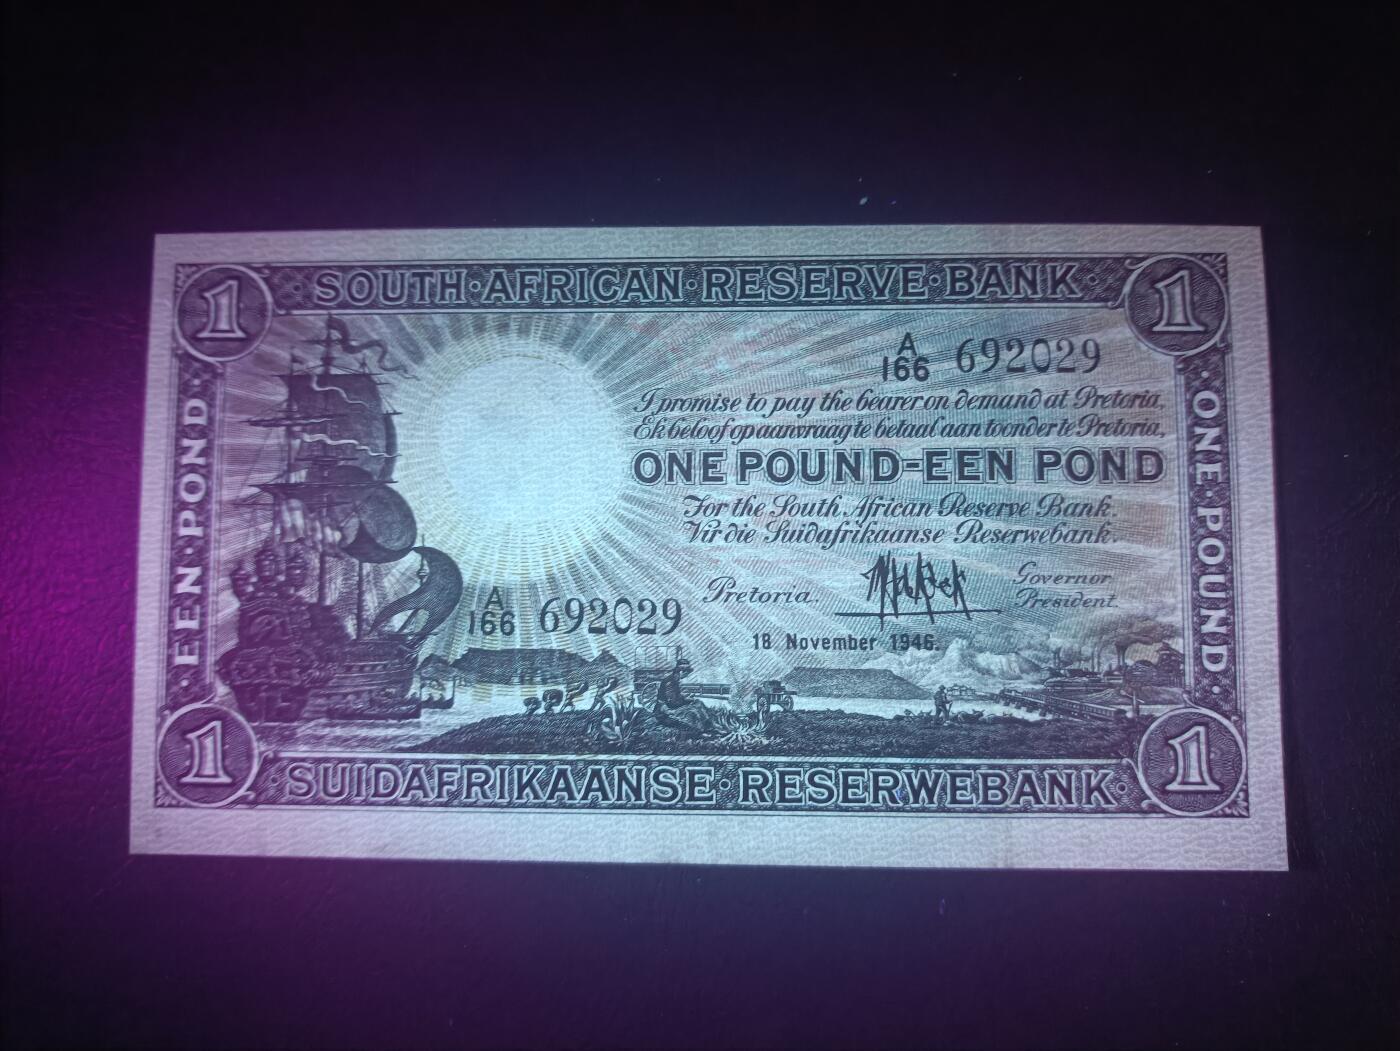 SOUTH·AFRICAN·RESERVE·BANK
1
1
A
166 692029
I promise to pay the bearer on demand at Pretoria,
Ek beloof op aanvraag te betaal aan toonder te Pretoria,
ONE POUND-EEN POND
For the South African Reserve Bank.
Vir die Suidafrikaanse Reserwebank.
Pretoria.
Governor
President.
A
166 692029
18 November 1946.
EEN·POND
ONE·POUND
1
1
SUIDAFRIKAANSE·RESERWEBANK